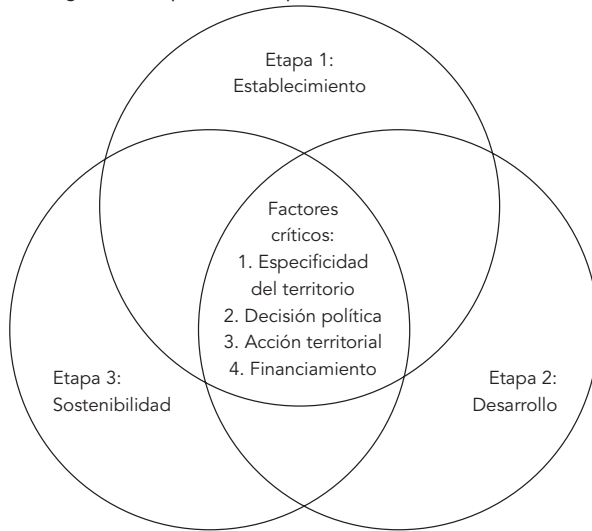 Etapa 1:
Establecimiento
Factores
críticos:
1. Especificidad
del territorio
2. Decisión política
3. Acción territorial
4. Financiamiento
Etapa 3:
Sostenibilidad
Etapa 2:
Desarrollo